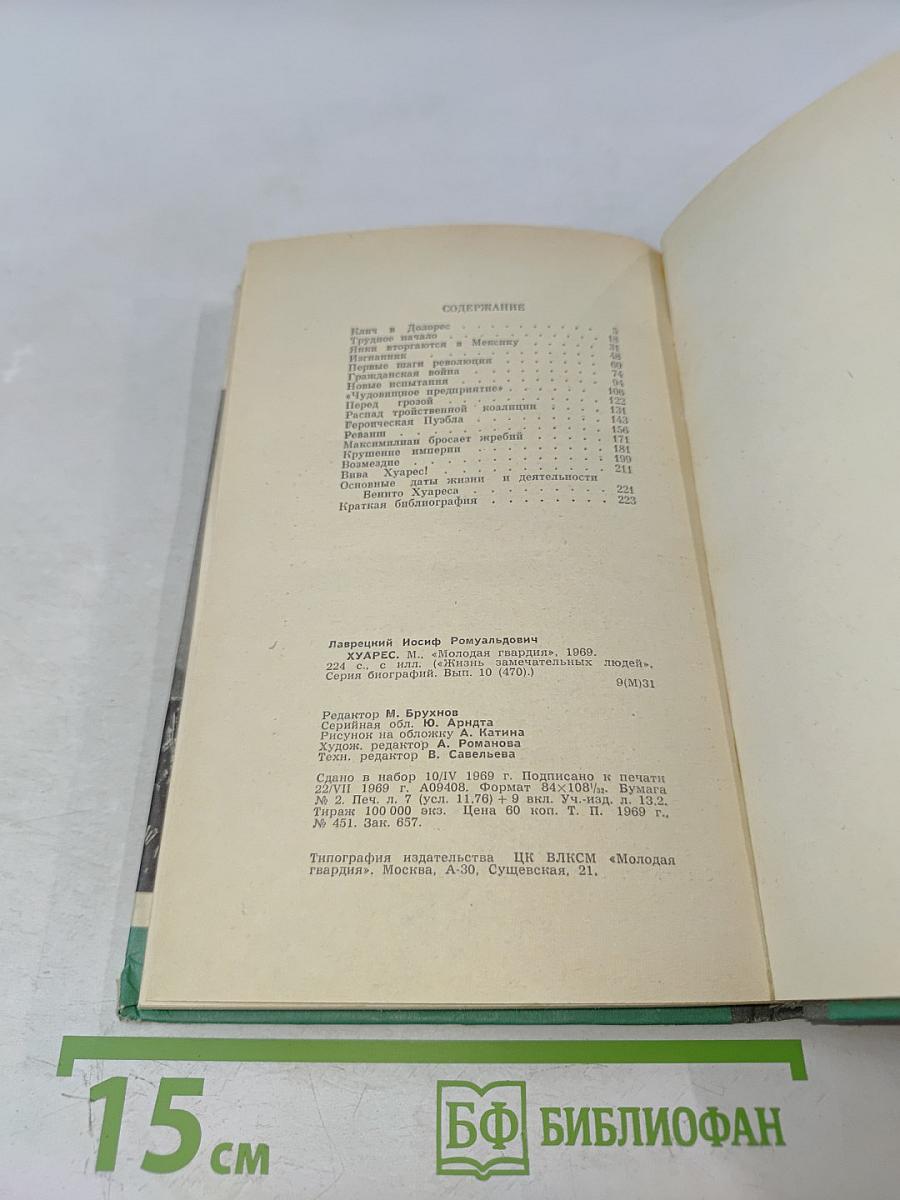 СОДЕРЖАНИЕ
Клич в Долорес . . . . . . . . . 5
Трудное начало . . . . . . . . . 18
Янки вторгаются в Мексику . . . . . 31
Изгнанник . . . . . . . . . 48
Первые шаги революции . . . . . . 60
Гражданская война . . . . . . . 74
Новые испытания . . . . . . . . 94
«Чудовищное предприятие» . . . . . . 106
Перед грозой . . . . . . . . . 122
Распад тройственной коалиции . . . . 131
Героическая Пуэбла . . . . . . . 143
Реванш . . . . . . . . . . 156
Максимилиан бросает жребий . . . . . 171
Крушение империи . . . . . . . 181
Возмездие . . . . . . . . . 199
Вива Хуарес! . . . . . . . . . 211
Основные даты жизни и деятельности
Бенито Хуареса . . . . . . . . 221
Краткая библиография . . . . . . . 223
Лаврецкий Иосиф Ромуальдович
ХУАРЕС. М., «Молодая гвардия», 1969.
224 с., с илл. («Жизнь замечательных людей».
Серия биографий. Вып. 10 (470).)
9(М)31
Редактор М. Брухнов
Серийная обл. Ю. Арндта
Рисунок на обложку А. Катина
Худож. редактор А. Романова
Техн. редактор В. Савельева
Сдано в набор 10/IV 1969 г. Подписано к печати
22/VII 1969 г. А09408. Формат 84×108¹/₃₂. Бумага
№ 2. Печ. л. 7 (усл. 11,76) + 9 вкл. Уч.-изд. л. 13,2.
Тираж 100 000 экз. Цена 60 коп. Т. П. 1969 г.,
№ 451. Зак. 657.
Типография издательства ЦК ВЛКСМ «Молодая
гвардия». Москва, А-30, Сущевская, 21.
15 см
БФ БИБЛИОФАН